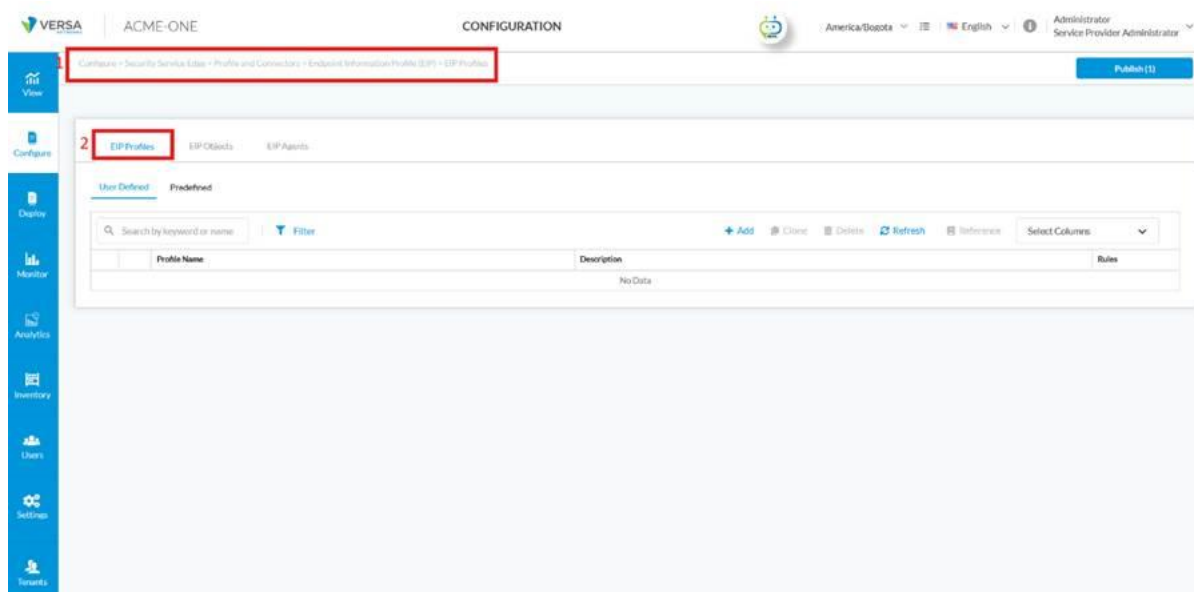 VERSA NETWORKS ACME-ONE CONFIGURATION America/Bogota English Administrator
Service Provider Administrator
1 Configure > Security Service Edge > Profile and Connectors > Endpoint Information Profile (EIP) > EIP Profiles
Publish (1)
View
Configure
Deploy
Monitor
Analytics
Inventory
Users
Settings
Tenants
2 EIP Profiles EIP Objects EIP Agents
User Defined Predefined
Search by keyword or name Filter + Add Clone Delete Refresh Reference Select Columns
Profile Name Description Rules
No Data